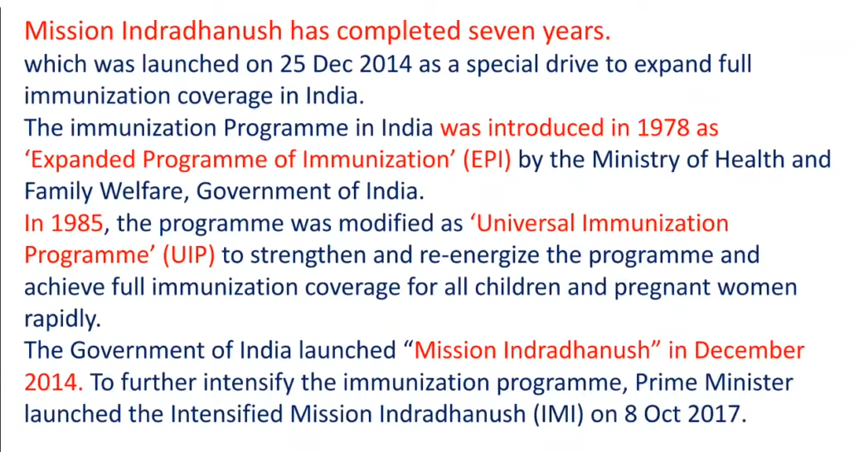 Mission Indradhanush has completed seven years.
which was launched on 25 Dec 2014 as a special drive to expand full
immunization coverage in India.
The immunization Programme in India was introduced in 1978 as
‘Expanded Programme of Immunization’ (EPI) by the Ministry of Health and
Family Welfare, Government of India.
In 1985, the programme was modified as ‘Universal Immunization
Programme’ (UIP) to strengthen and re-energize the programme and
achieve full immunization coverage for all children and pregnant women
rapidly.
The Government of India launched “Mission Indradhanush” in December
2014. To further intensify the immunization programme, Prime Minister
launched the Intensified Mission Indradhanush (IMI) on 8 Oct 2017.